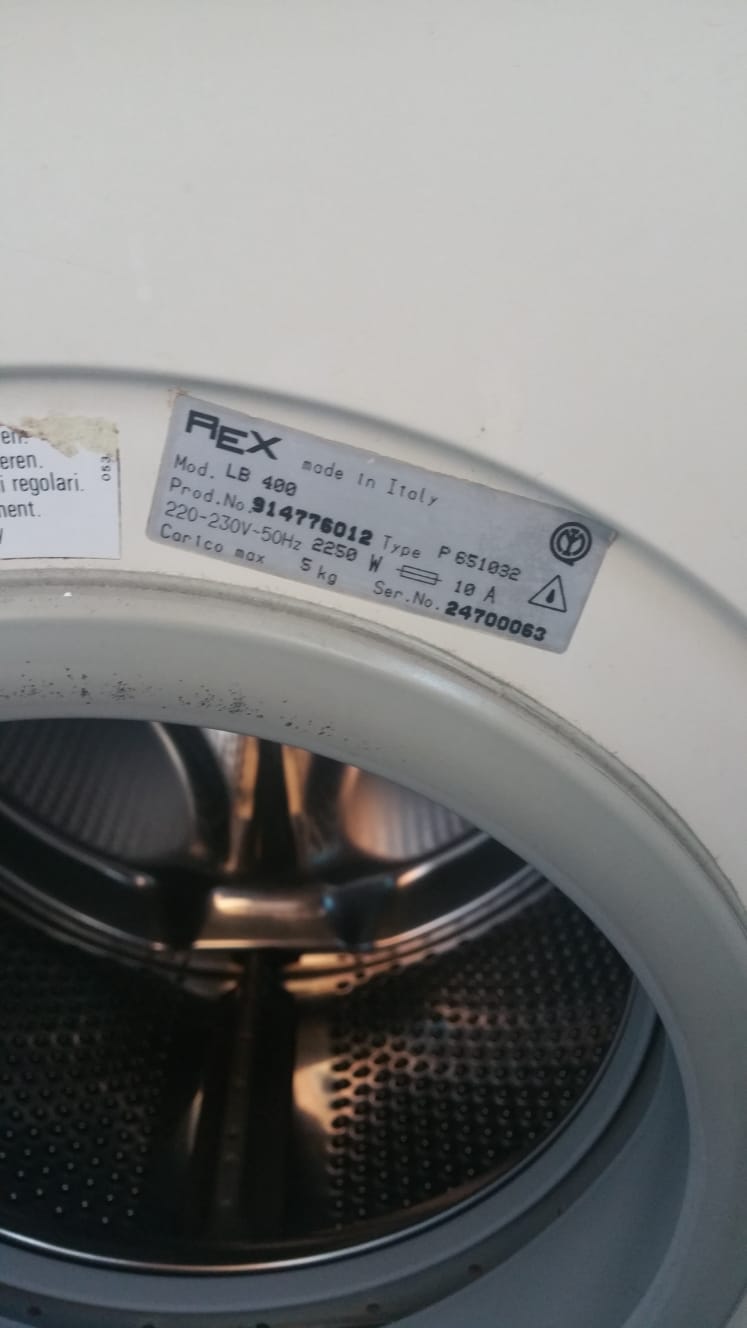 en.
eren.
i regolari.
ment.
053
REX made in Italy
Mod. LB 400
Prod.No.914776012 Type P 651032
220-230V-50Hz 2250 W 10 A
Carico max 5 kg Ser.No.24700063